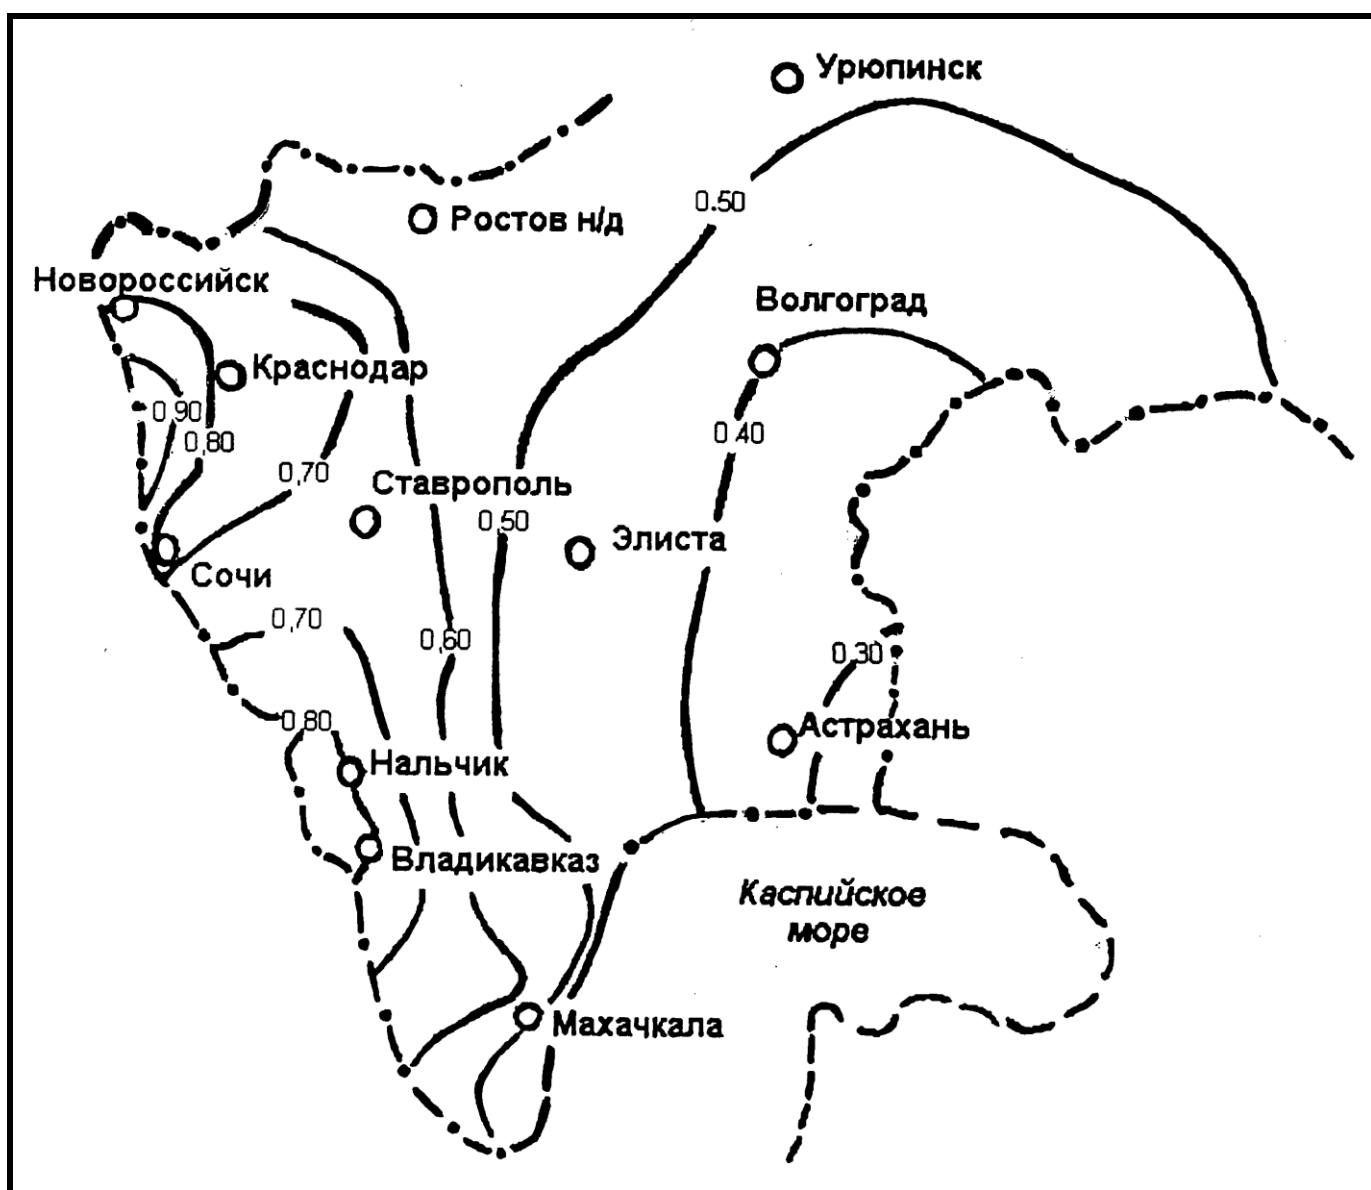 Урюпинск
0.50
Ростов н/д
Новороссийск
Волгоград
Краснодар
0,90
0,80
0.40
0,70
Ставрополь
0,50
Элиста
Сочи
0,70
0,60
0.30
0.80
Астрахань
Нальчик
Владикавказ
Каспийское
море
Махачкала